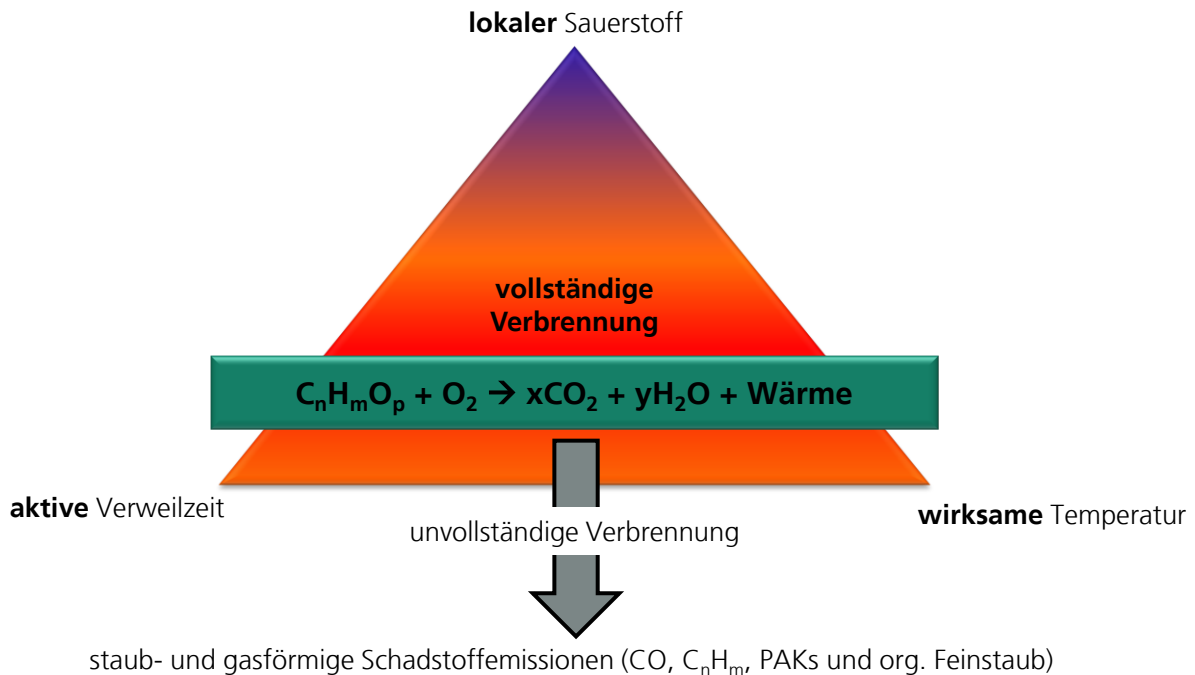 lokaler Sauerstoff
vollständige
Verbrennung
CₙHₘOₚ + O₂ → xCO₂ + yH₂O + Wärme
aktive Verweilzeit
wirksame Temperatur
unvollständige Verbrennung
staub- und gasförmige Schadstoffemissionen (CO, CₙHₘ, PAKs und org. Feinstaub)